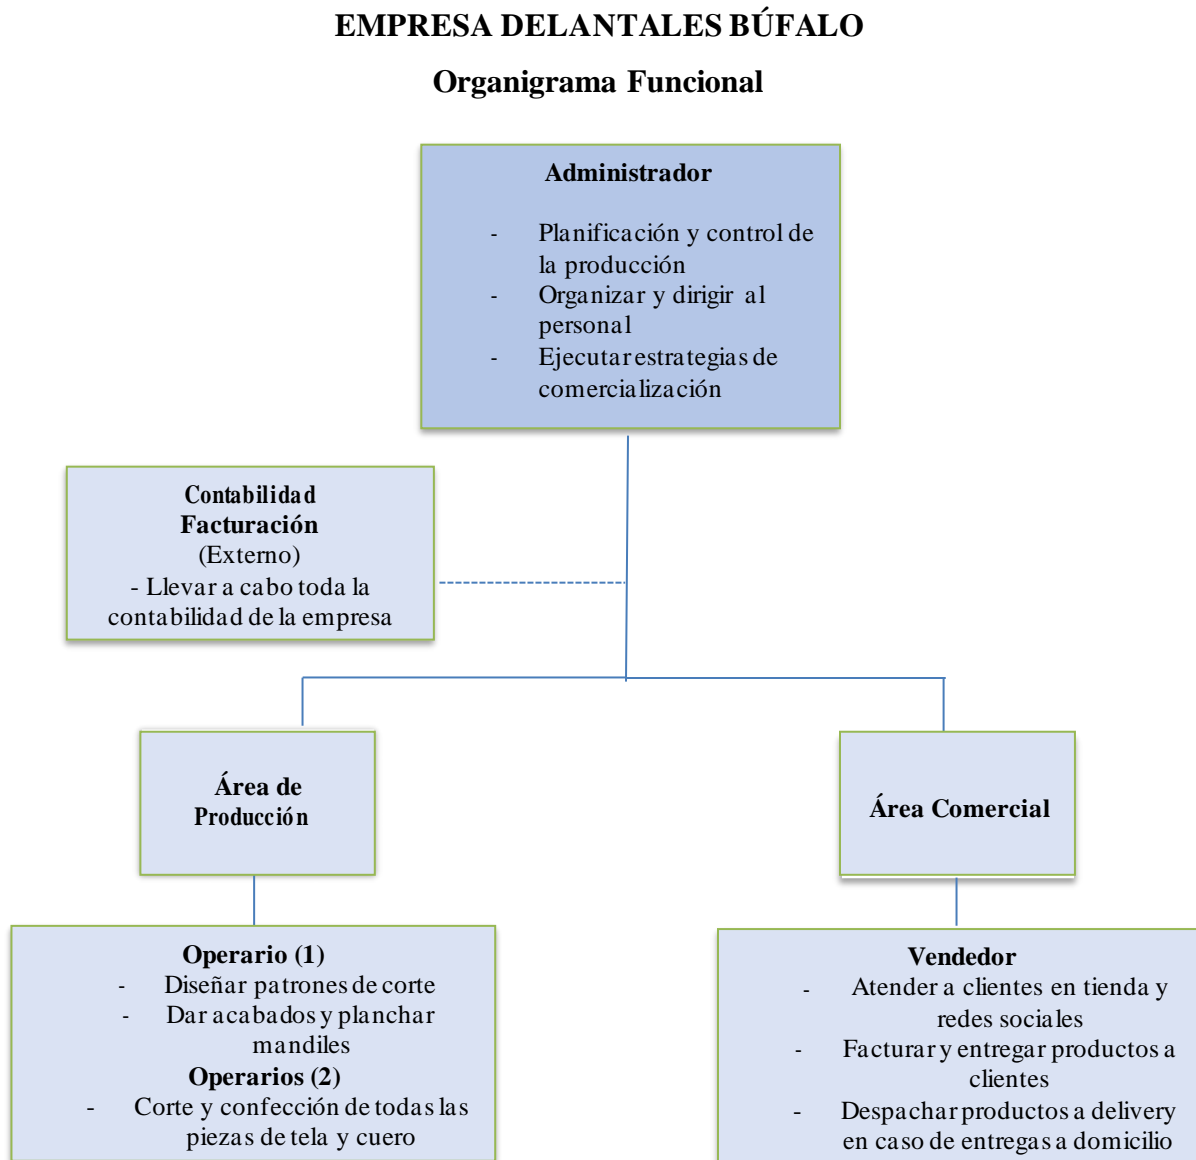 EMPRESA DELANTALES BÚFALO
Organigrama Funcional
Administrador
- Planificación y control de
la producción
- Organizar y dirigir al
personal
- Ejecutar estrategias de
comercialización
Contabilidad
Facturación
(Externo)
- Llevar a cabo toda la
contabilidad de la empresa
Área de
Producción
Área Comercial
Operario (1)
- Diseñar patrones de corte
- Dar acabados y planchar
mandiles
Operarios (2)
- Corte y confección de todas las
piezas de tela y cuero
Vendedor
- Atender a clientes en tienda y
redes sociales
- Facturar y entregar productos a
clientes
- Despachar productos a delivery
en caso de entregas a domicilio